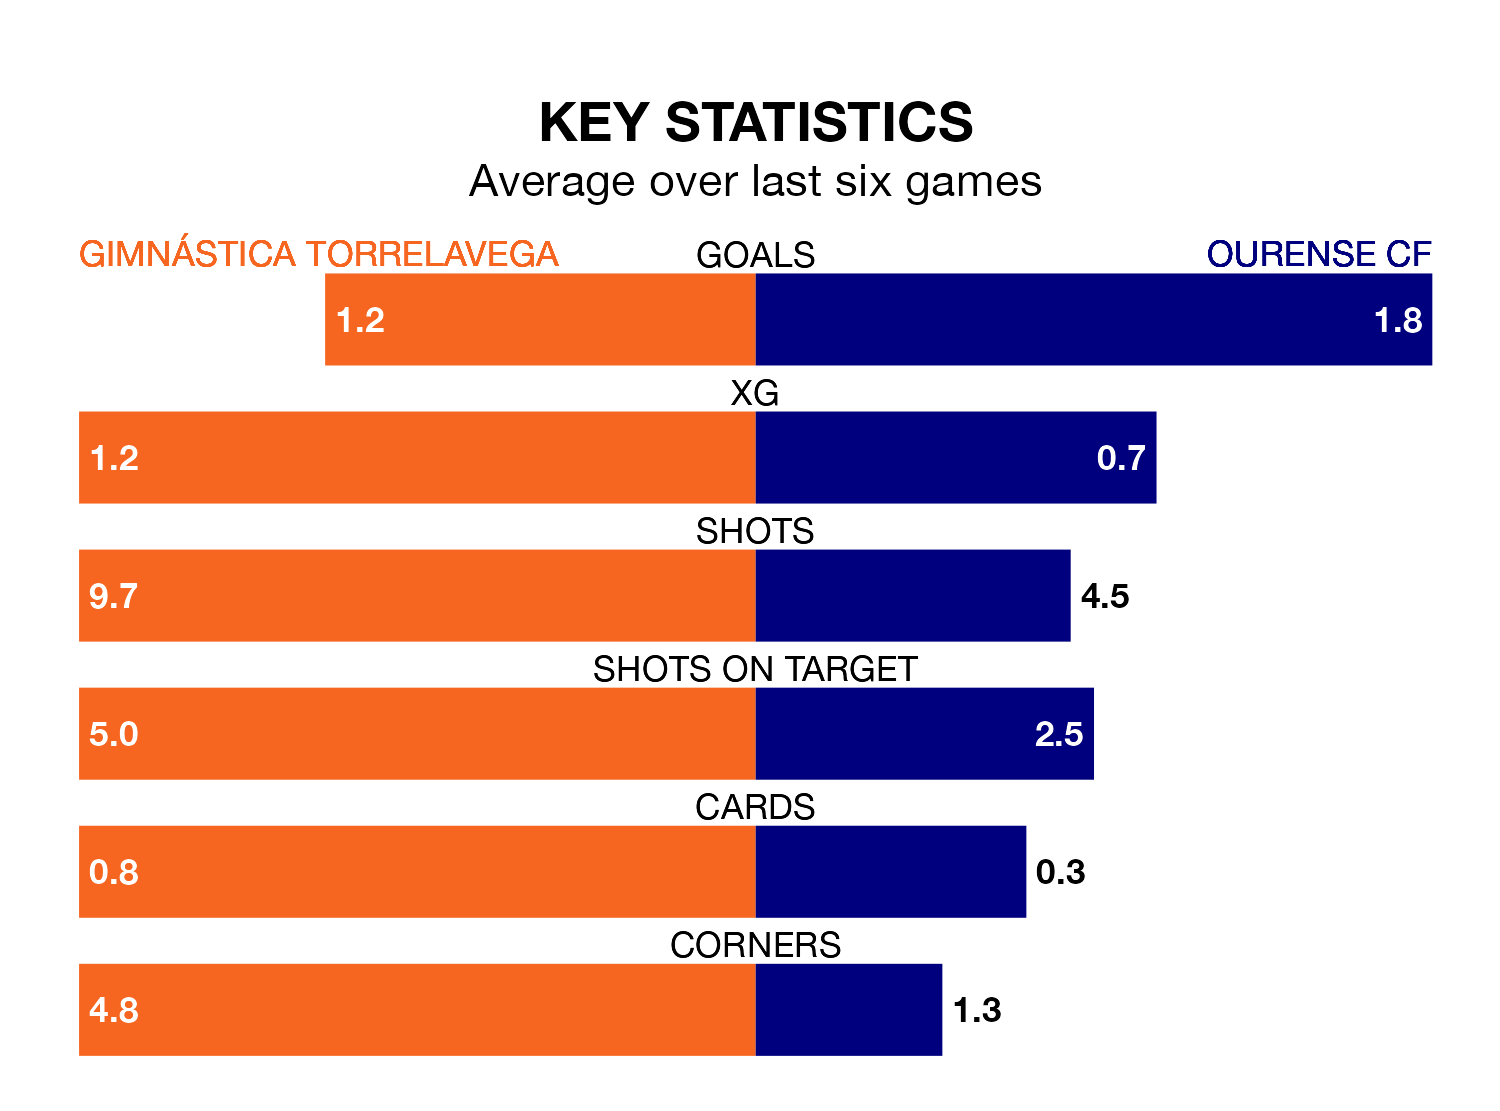 KEY STATISTICS
Average over last six games
GIMNÁSTICA TORRELAVEGA GOALS OURENSE CF
1.2 1.8
XG
1.2 0.7
SHOTS
9.7 4.5
SHOTS ON TARGET
5.0 2.5
CARDS
0.8 0.3
CORNERS
4.8 1.3